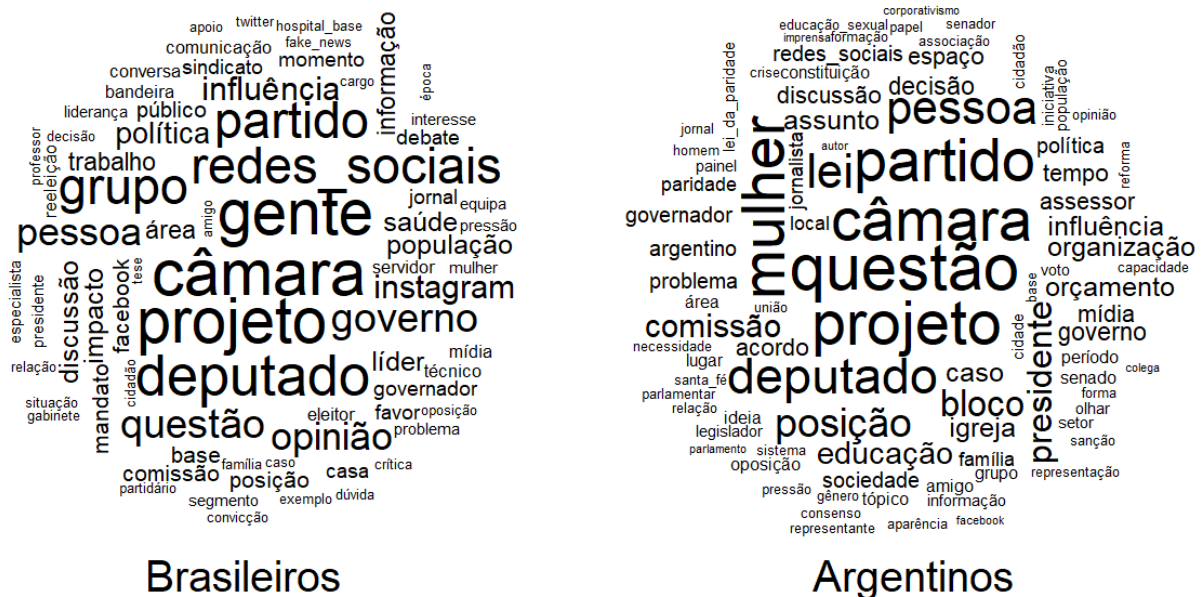 apoio
twitter
hospital_base
comunicação
fake_news
sindicato
momento
conversa
bandeira
influência
cargo
informação
época
liderança
público
partido
interesse
professor
decisão
política
debate
reeleição
trabalho
redes_sociais
grupo
jornal
equipa
amigo
gente
saúde
pressão
pessoa
área
população
especialista
presidente
tese
câmara
servidor
mulher
instagram
discussão
impacto
facebook
projeto
governo
relação
mandato
cidadão
deputado
líder
mídia
técnico
governador
situação
gabinete
questão
eleitor
favor
oposição
opinião
problema
base
comissão
família
caso
casa
crítica
partidário
posição
segmento
exemplo
dúvida
convicção
Brasileiros
corporativismo
educação_sexual
papel
senador
imprensa
formação
associação
redes_sociais
espaço
cidadão
crise
constituição
decisão
lei_da_paridade
discussão
pessoa
iniciativa
população
opinião
jornal
assunto
homem
mulher
jornalista
autor
partido
política
painel
lei
tempo
reforma
paridade
assessor
governador
local
câmara
influência
argentino
organização
problema
questão
voto
capacidade
área
união
base
orçamento
comissão
projeto
cidade
presidente
mídia
governo
necessidade
acordo
lugar
período
colega
santa_fé
deputado
caso
senado
parlamentar
forma
relação
ideia
bloco
olhar
legislador
posição
igreja
setor
sanção
parlamento
sistema
educação
família
oposição
grupo
representação
pressão
sociedade
amigo
gênero
tópico
informação
consenso
representante
aparência
facebook
Argentinos